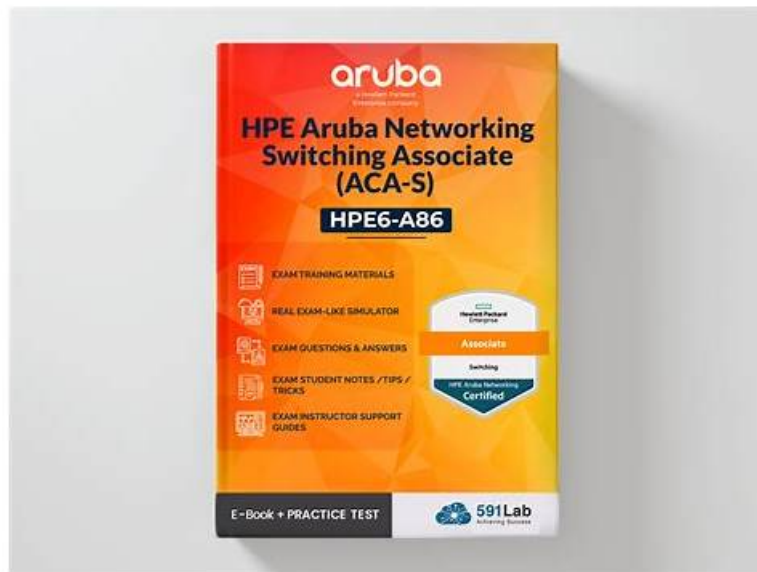 aruba
a Hewlett Packard
Enterprise company
HPE Aruba Networking
Switching Associate
(ACA-S)
HPE6-A86
EXAM TRAINING MATERIALS
REAL EXAM-LIKE SIMULATOR
EXAM QUESTIONS & ANSWERS
EXAM STUDENT NOTES /TIPS /
TRICKS
EXAM INSTRUCTOR SUPPORT
GUIDES
Hewlett Packard
Enterprise
Associate
Switching
HPE Aruba Networking
Certified
E-Book + PRACTICE TEST
591Lab
Achieving Success